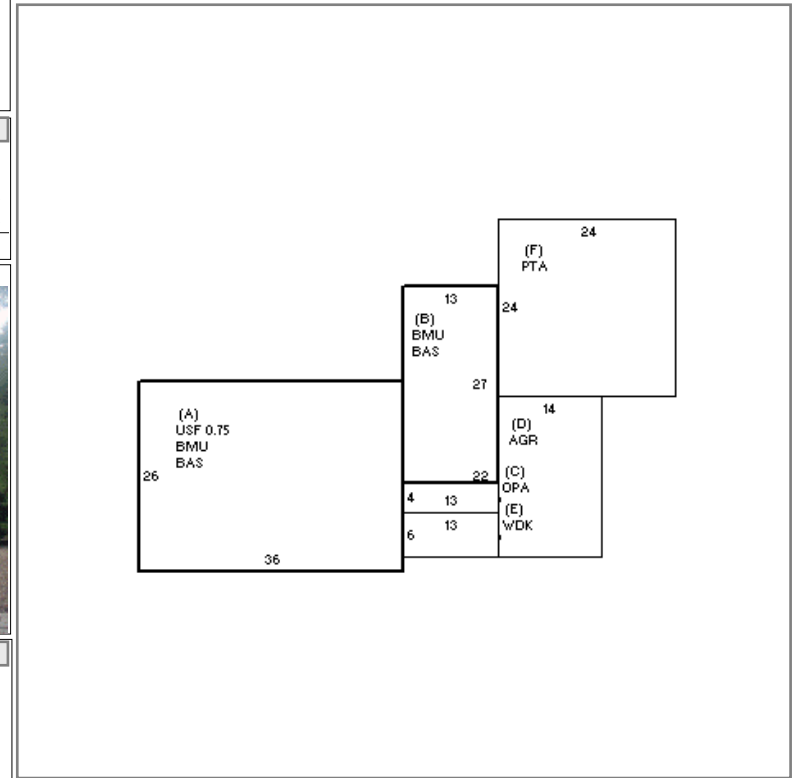 24
(F)
PTA
13
24
(B)
BMU
BAS
27
14
(A)
USF 0.75
BMU
BAS
(D)
AGR
26
22
(C)
OPA
4
13
(E)
WDK
13
6
36